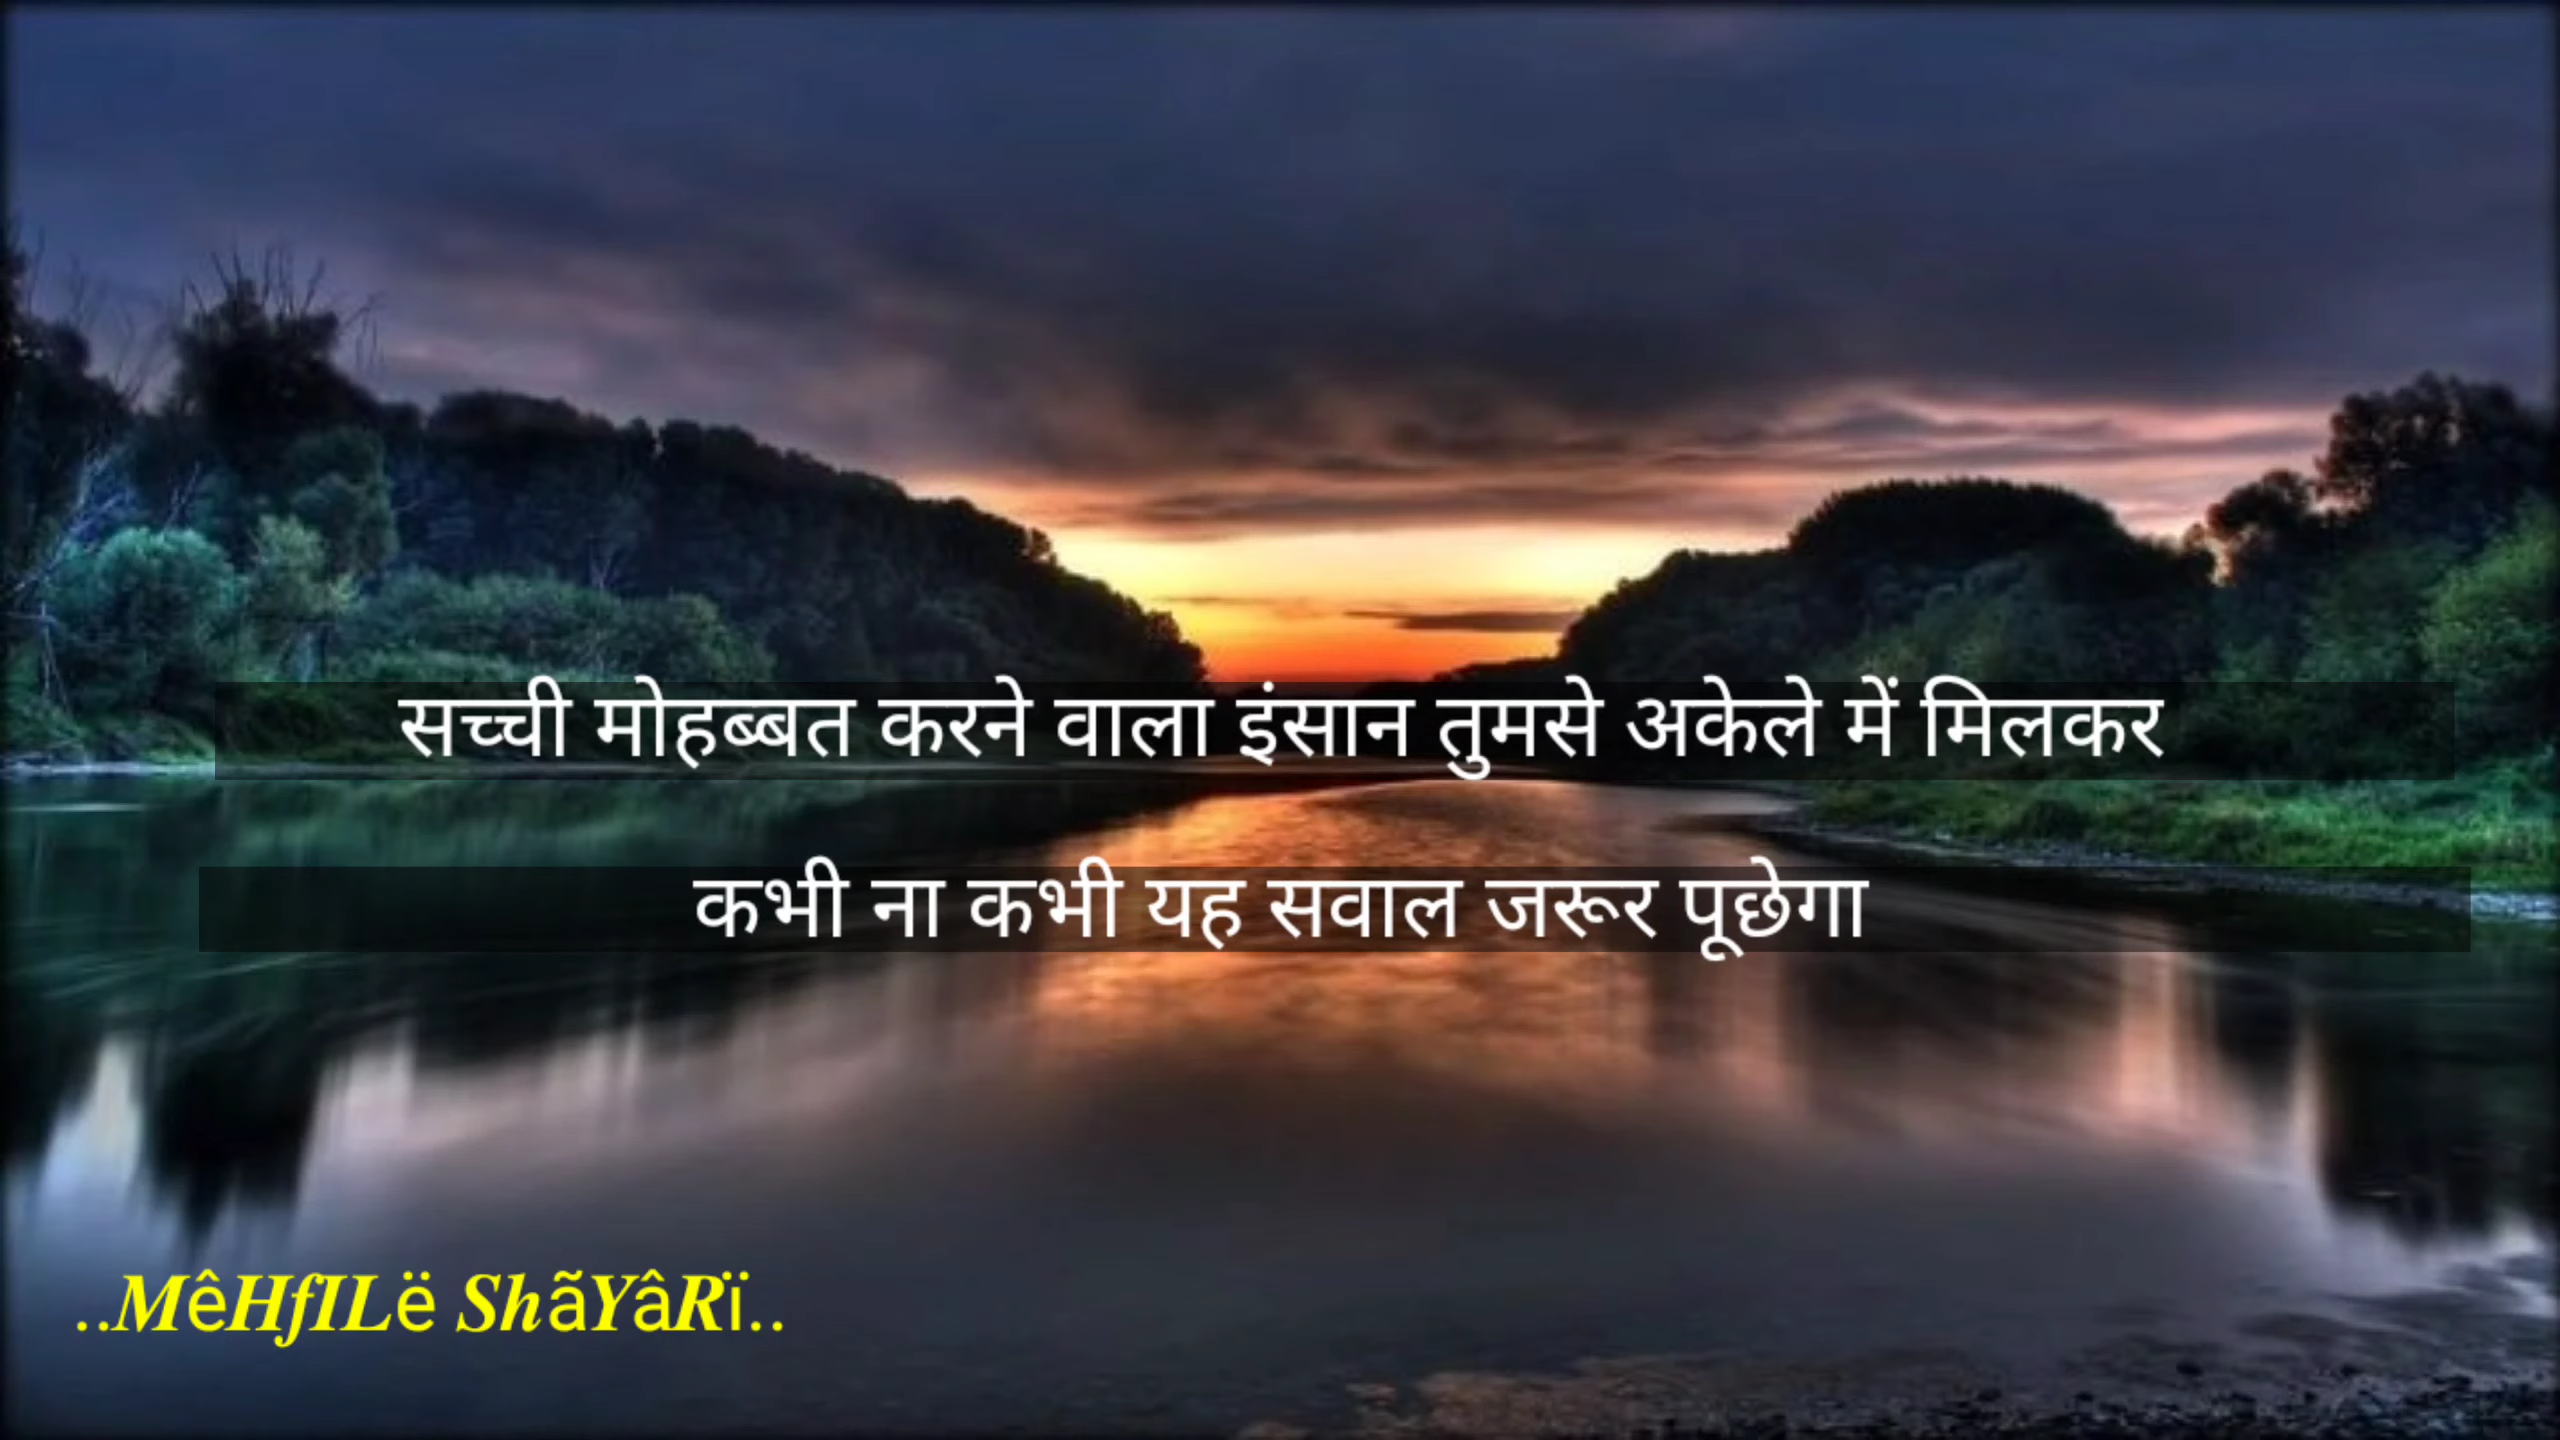 सच्ची मोहब्बत करने वाला इंसान तुमसे अकेले में मिलकर
कभी ना कभी यह सवाल जरूर पूछेगा
..MêHfILë ShãYâRï..